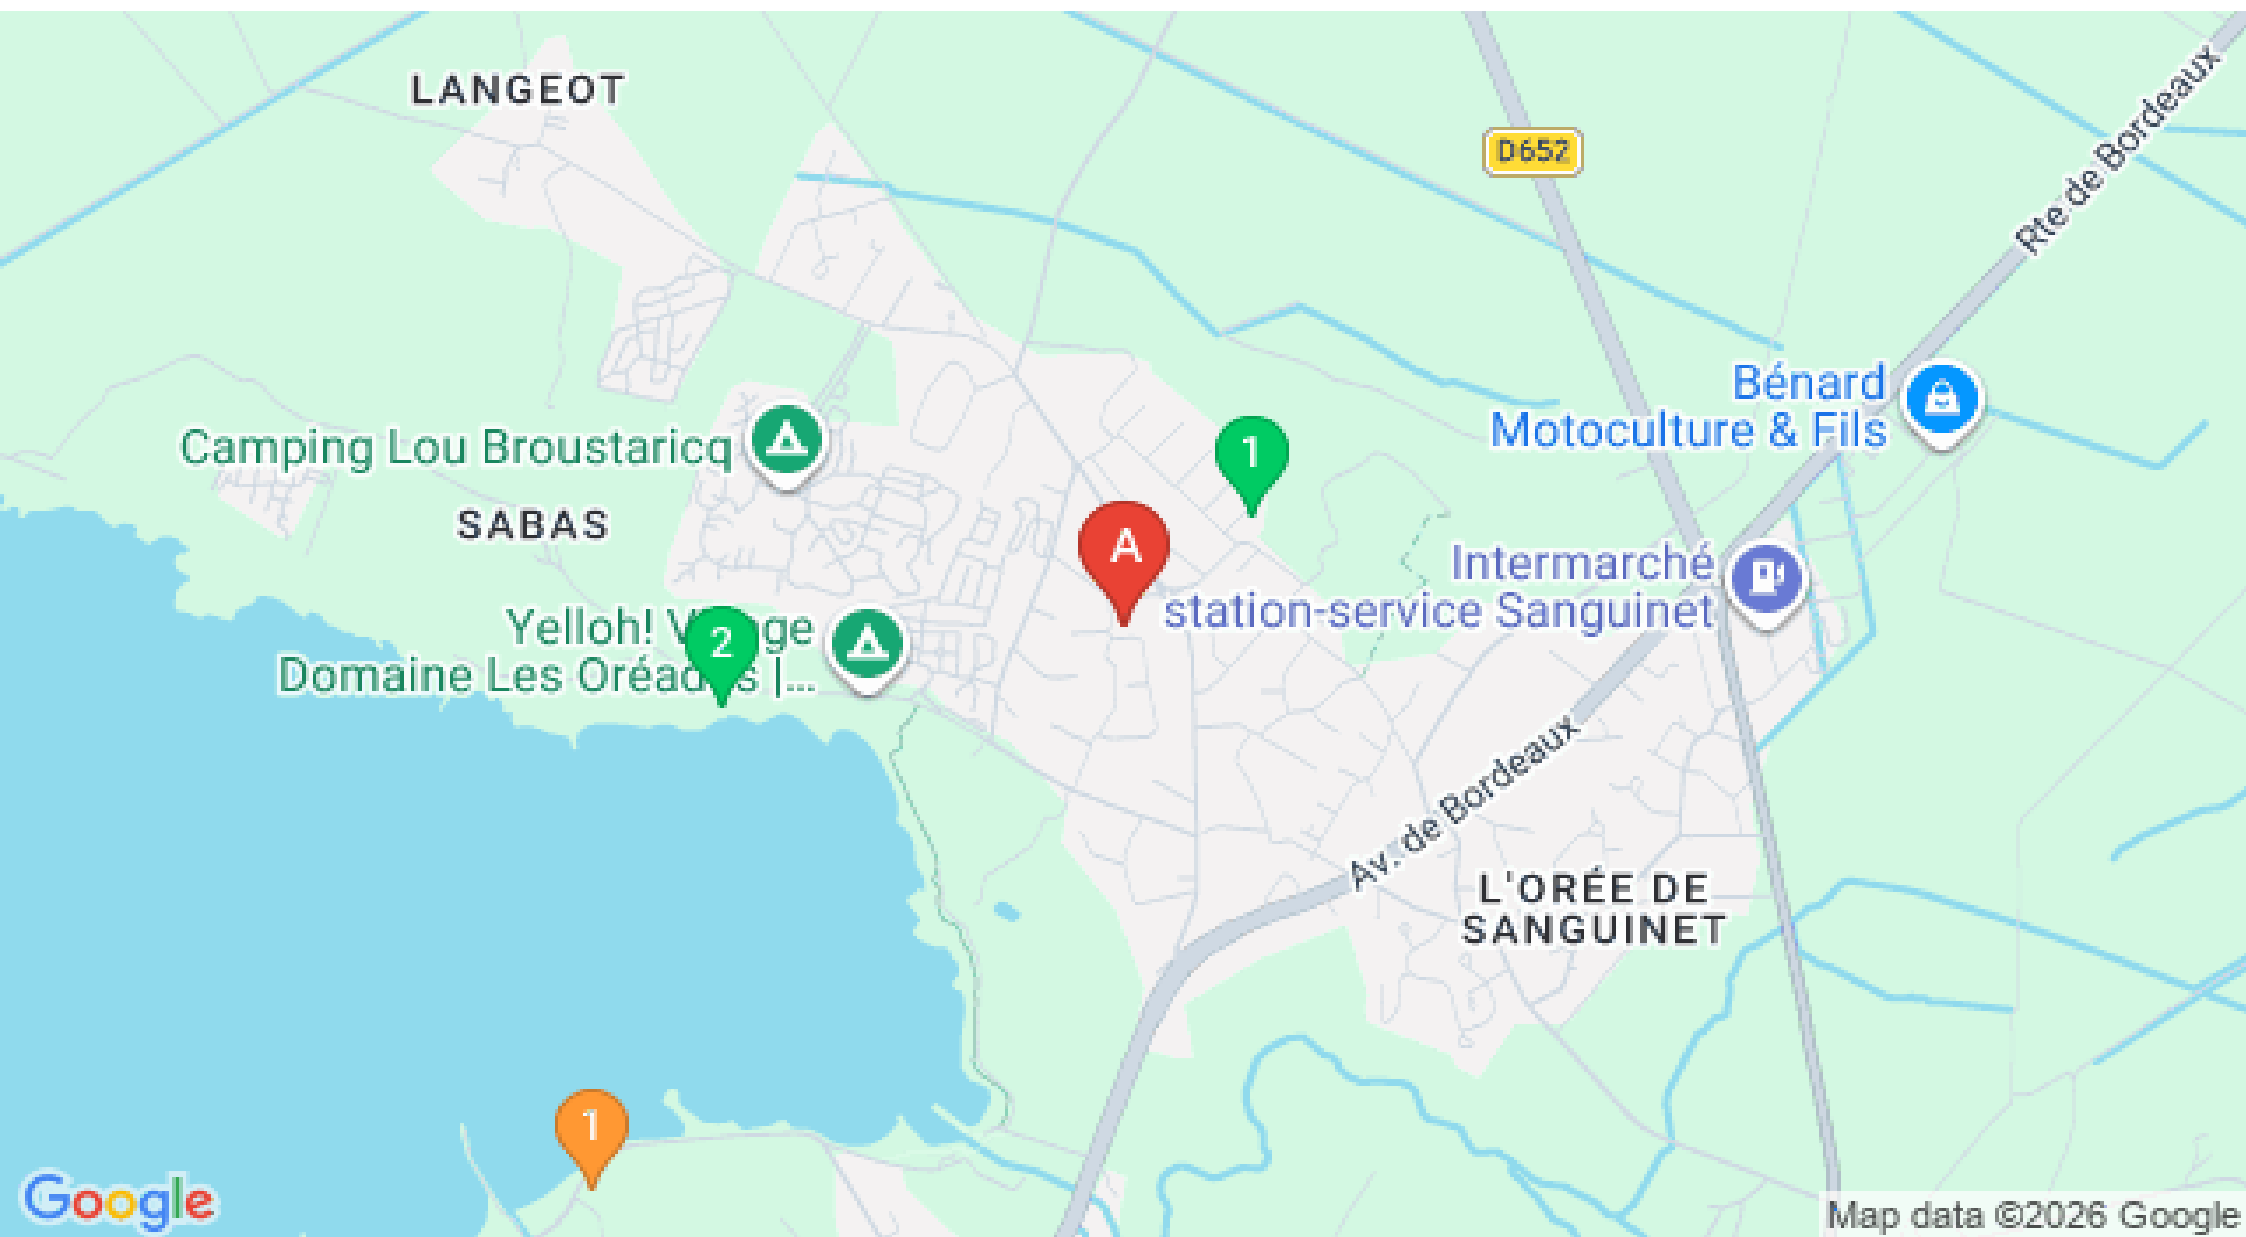 LANGEOT
D652
Rte de Bordeaux
Bénard
Motoculture & Fils
Camping Lou Broustaricq
1
SABAS
A
Intermarché
station-service Sanguinet
Yelloh! V
ge
2
Domaine Les Oréad
s |...
Av. de Bordeaux
L'ORÉE DE
SANGUINET
1
Google
Map data ©2026 Google